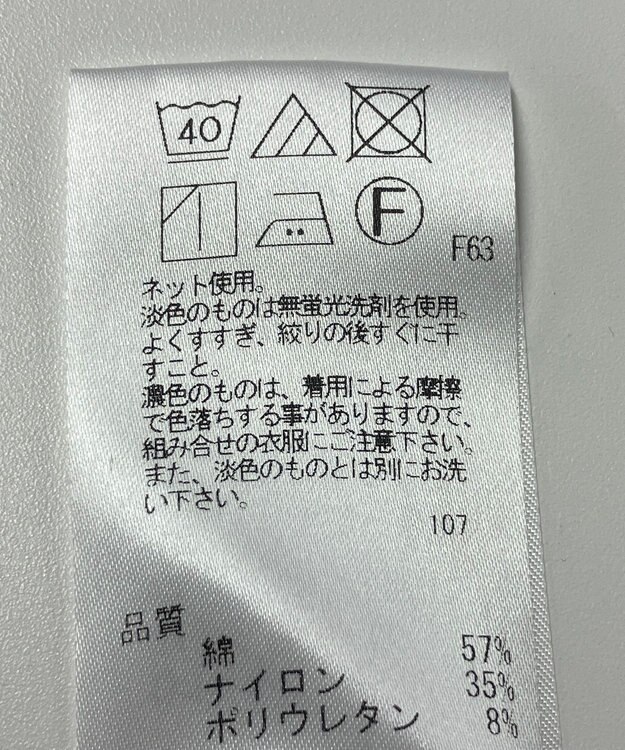 40
F
F63
ネット使用。
淡色のものは無蛍光洗剤を使用。
よくすすぎ、絞りの後すぐに干
すこと。
濃色のものは、着用による摩擦
で色落ちする事がありますので、
組み合せの衣服にご注意下さい。
また、淡色のものとは別にお洗
い下さい。
107
品質
綿 57%
ナイロン 35%
ポリウレタン 8%